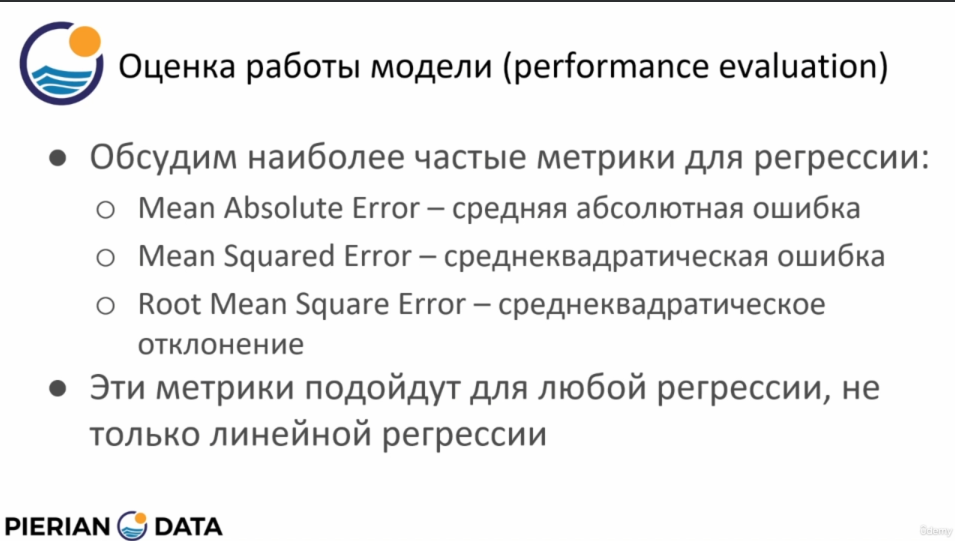 Оценка работы модели (performance evaluation)
● Обсудим наиболее частые метрики для регрессии:
○ Mean Absolute Error – средняя абсолютная ошибка
○ Mean Squared Error – среднеквадратическая ошибка
○ Root Mean Square Error – среднеквадратическое
отклонение
● Эти метрики подойдут для любой регрессии, не
только линейной регрессии
PIERIAN DATA
ûdemy